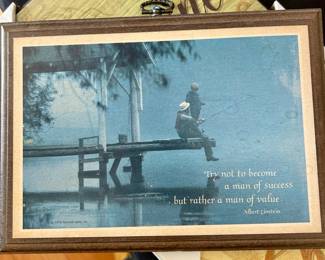 Try not to become
a man of success
but rather a man of value
Albert Einstein